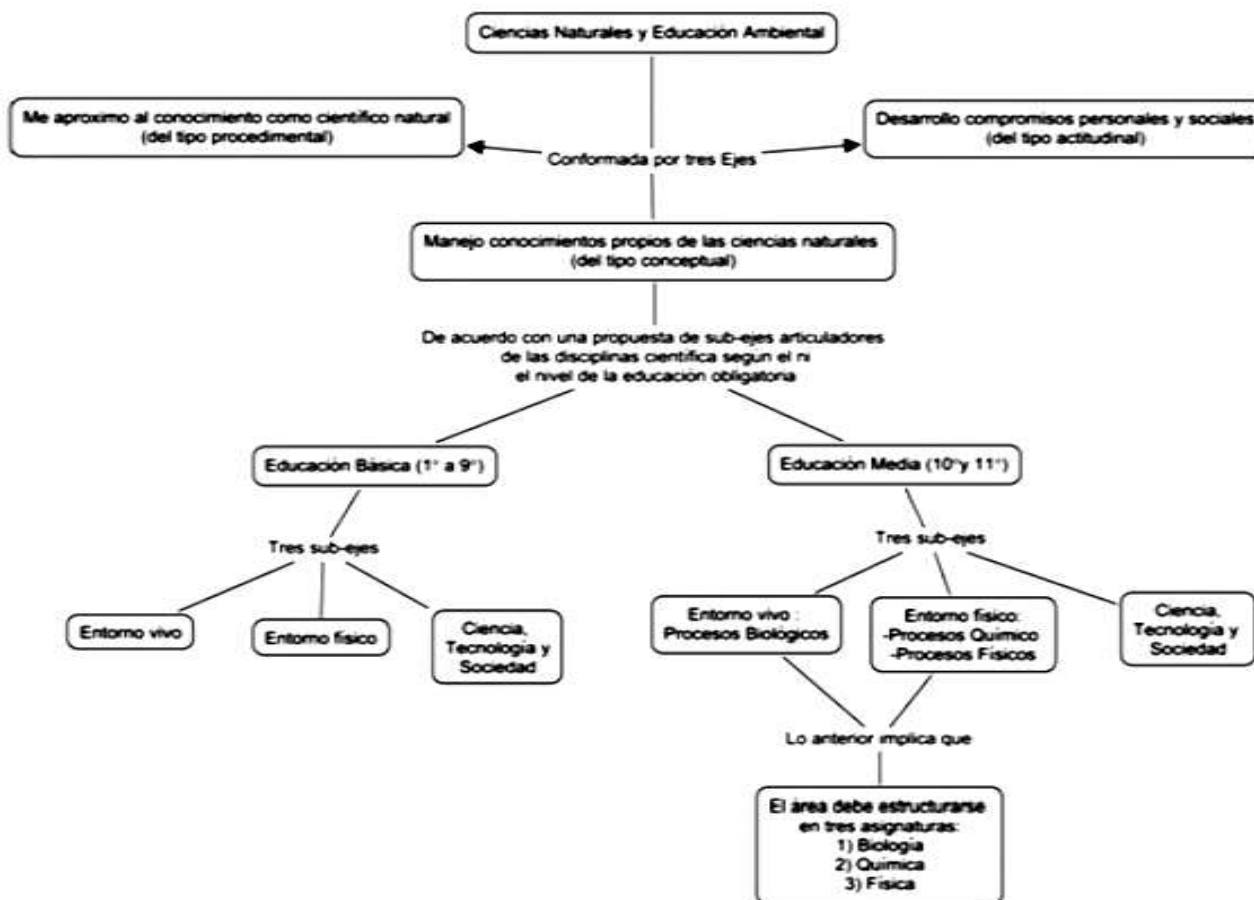 Ciencias Naturales y Educación Ambiental
Me aproximo al conocimiento como científico natural
(del tipo procedimental)
Desarrollo compromisos personales y sociales
(del tipo actitudinal)
Conformada por tres Ejes
Manejo conocimientos propios de las ciencias naturales
(del tipo conceptual)
De acuerdo con una propuesta de sub-ejes articuladores
de las disciplinas científica según el ni
el nivel de la educación obligatoria
Educación Básica (1° a 9°)
Educación Media (10°y 11°)
Tres sub-ejes
Tres sub-ejes
Entorno vivo
Entorno físico
Ciencia,
Tecnología y
Sociedad
Entorno vivo :
Procesos Biológicos
Entorno físico:
-Procesos Químico
-Procesos Físicos
Ciencia,
Tecnología y
Sociedad
Lo anterior implica que
El área debe estructurarse
en tres asignaturas:
1) Biología
2) Química
3) Física